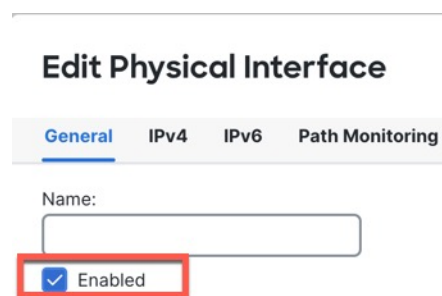 Edit Physical Interface
General IPv4 IPv6 Path Monitoring
Name:
Enabled